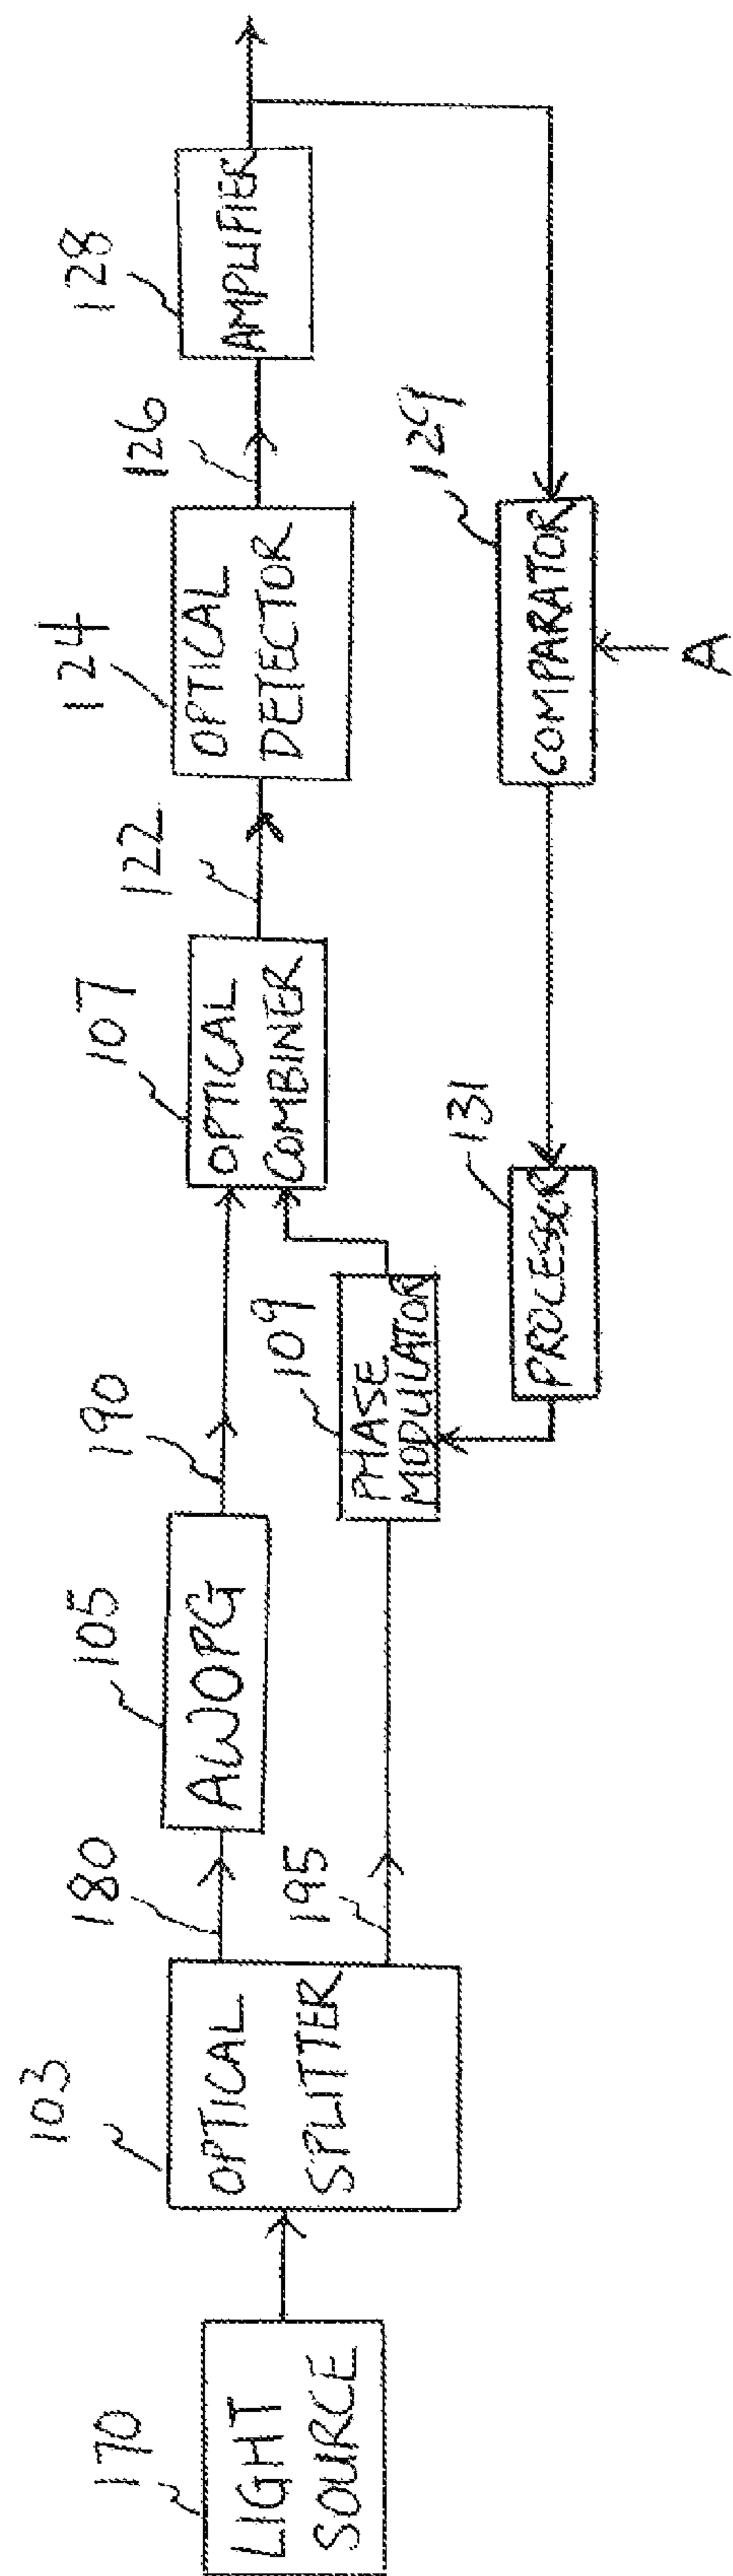 170
LIGHT
SOURCE
103
OPTICAL
SPLITTER
180
195
105
AWOPG
190
109
PHASE
MODULATOR
107
OPTICAL
COMBINER
122
124
OPTICAL
DETECTOR
126
128
AMPLIFIER
129
COMPARATOR
A
131
PROCESSOR